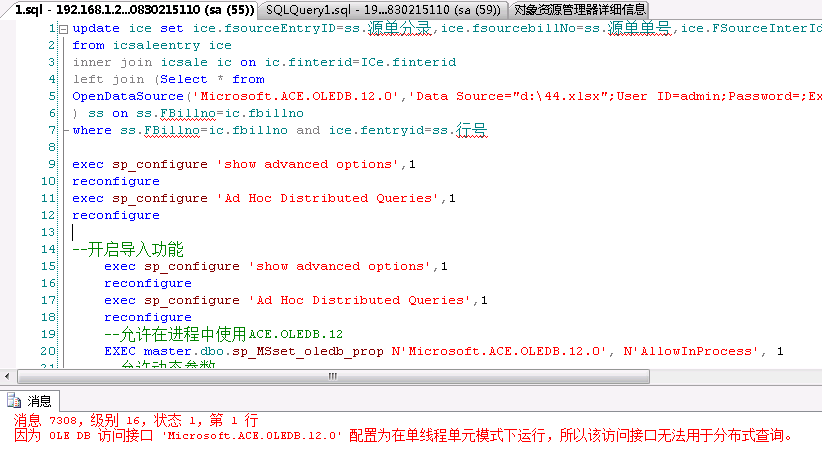 1.sql - 192.168.1.2...0830215110 (sa (55)) SQLQuery1.sql - 19...830215110 (sa (59)) 对象资源管理器详细信息
1 update ice set ice.fsourceEntryID=ss.源单分录,ice.fsourcebillNo=ss.源单单号,ice.FSourceInterId
2 from icsaleentry ice
3 inner join icsale ic on ic.finterid=ICe.finterid
4 left join (Select * from
5 OpenDataSource('Microsoft.ACE.OLEDB.12.0','Data Source="d:\44.xlsx";User ID=admin;Password=;Ex
6 ) ss on ss.FBillno=ic.fbillno
7 where ss.FBillno=ic.fbillno and ice.fentryid=ss.行号
8
9 exec sp_configure 'show advanced options',1
10 reconfigure
11 exec sp_configure 'Ad Hoc Distributed Queries',1
12 reconfigure
13
14 --开启导入功能
15 exec sp_configure 'show advanced options',1
16 reconfigure
17 exec sp_configure 'Ad Hoc Distributed Queries',1
18 reconfigure
19 --允许在进程中使用ACE.OLEDB.12
20 EXEC master.dbo.sp_MSset_oledb_prop N'Microsoft.ACE.OLEDB.12.0', N'AllowInProcess', 1
21 --允许动态参数
消息
消息 7308，级别 16，状态 1，第 1 行
因为 OLE DB 访问接口 'Microsoft.ACE.OLEDB.12.0' 配置为在单线程单元模式下运行，所以该访问接口无法用于分布式查询。